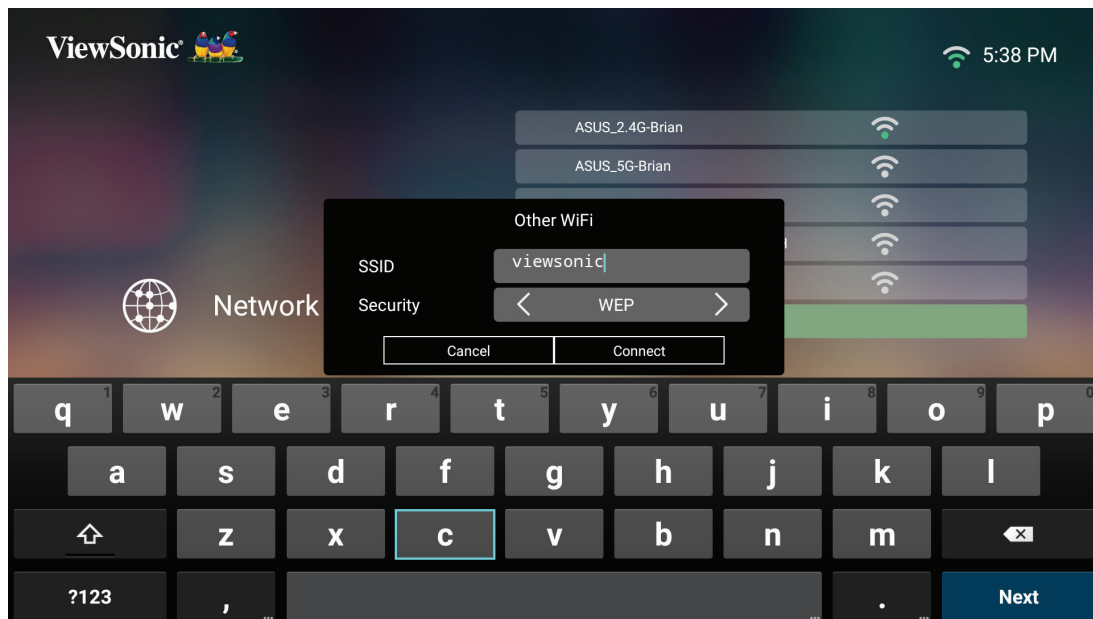 ViewSonic®
5:38 PM
ASUS_2.4G-Brian
ASUS_5G-Brian
Other WiFi
SSID viewsonic
Security WEP
Cancel Connect
Network
q 1 w 2 e 3 r 4 t 5 y 6 u 7 i 8 o 9 p 0
a s d f g h j k l
z x c v b n m
?123 , . Next